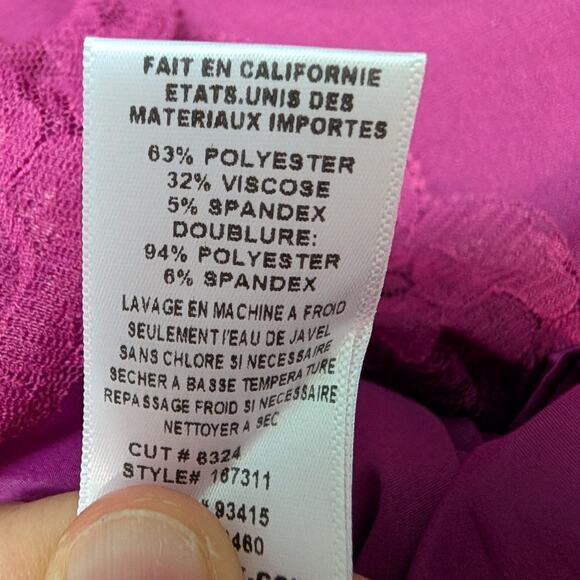 FAIT EN CALIFORNIE
ETATS.UNIS DES
MATERIAUX IMPORTES
63% POLYESTER
32% VISCOSE
5% SPANDEX
DOUBLURE:
94% POLYESTER
6% SPANDEX
LAVAGE EN MACHINE A FROID
SEULEMENT l'EAU DE JAVEL
SANS CHLORE SI NECESSAIRE
SECHER A BASSE TEMPERATURE
REPASSAGE FROID SI NECESSAIRE
NETTOYER A SEC
CUT # 6324
STYLE# 167311
# 93415